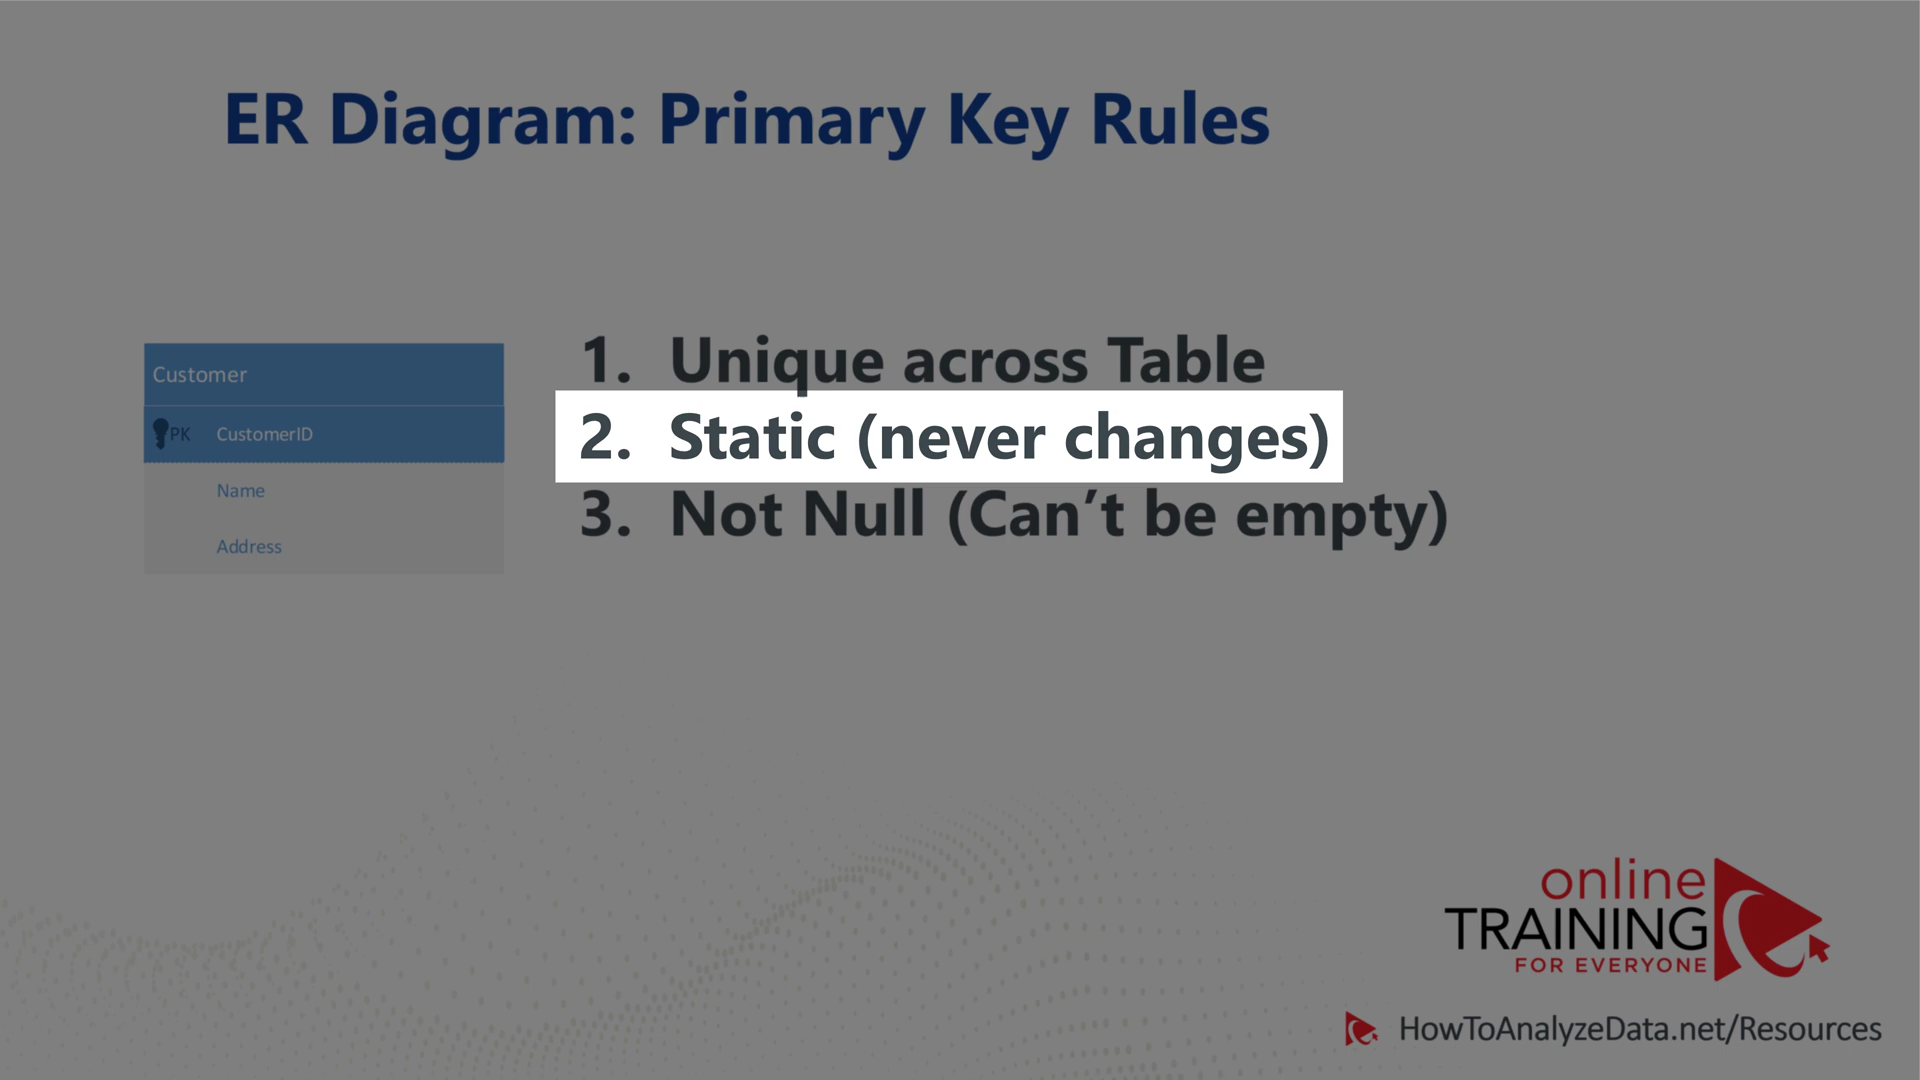 ER Diagram: Primary Key Rules
Customer
PK CustomerID
Name
Address
1. Unique across Table
2. Static (never changes)
3. Not Null (Can’t be empty)
online
TRAINING
FOR EVERYONE
HowToAnalyzeData.net/Resources